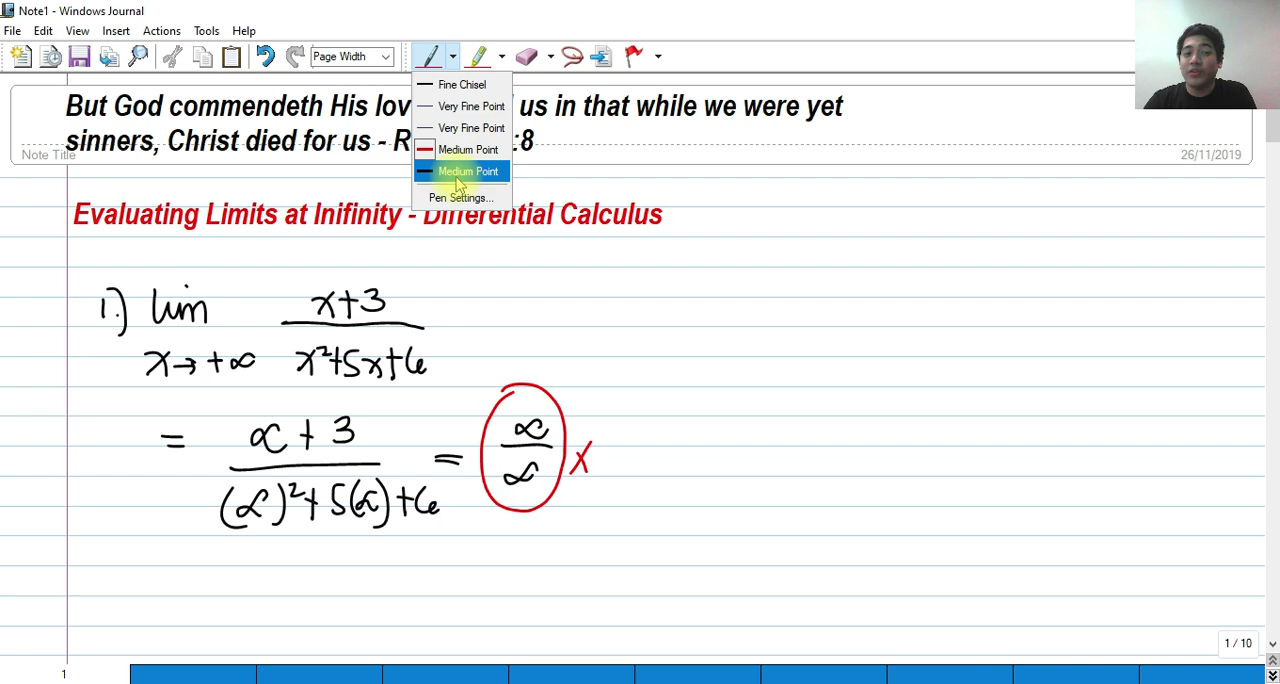 Note1 - Windows Journal
File Edit View Insert Actions Tools Help
Page Width
Fine Chisel
Very Fine Point
Very Fine Point
Medium Point
Medium Point
Pen Settings...
But God commendeth His lov us in that while we were yet
sinners, Christ died for us - R :8
Note Title 26/11/2019
Evaluating Limits at Inifinity - Differential Calculus
1.) lim x+3
x→+∞ x²+5x+6
= ∞ + 3 = ∞
(∞)²+5(∞)+6 ∞ x
1 / 10
1